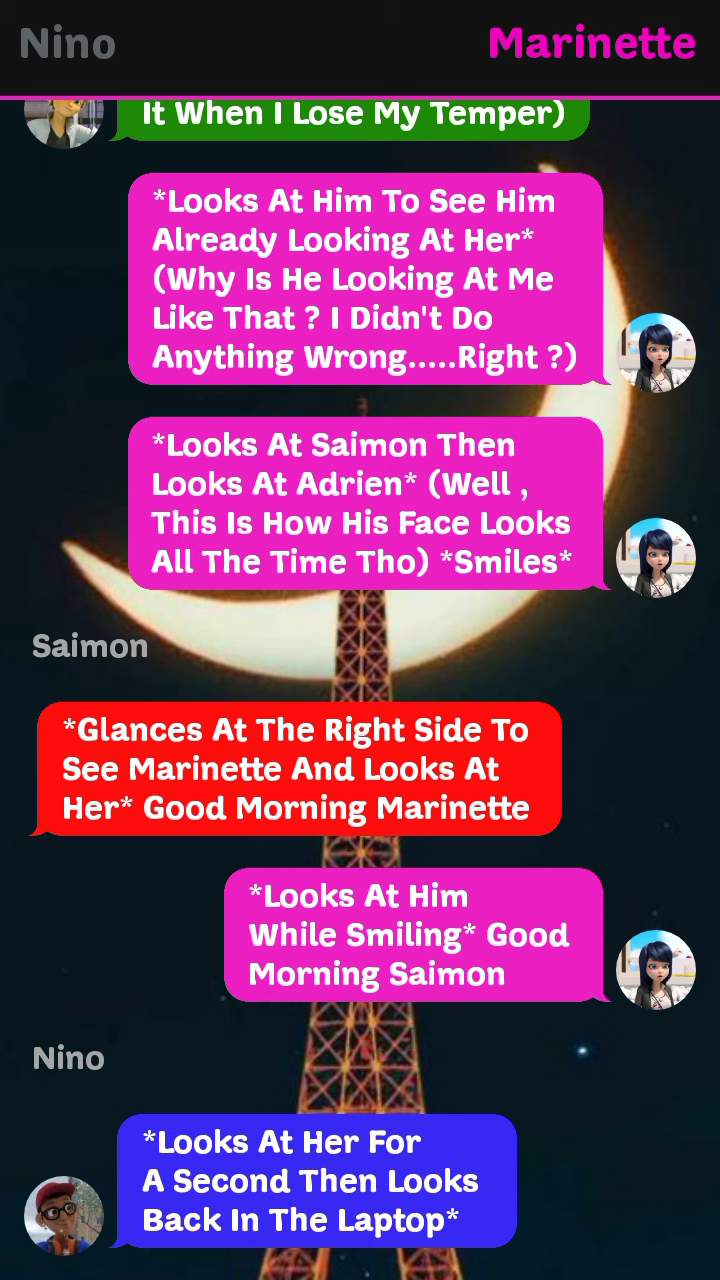 Nino
Marinette
It When I Lose My Temper)
*Looks At Him To See Him
Already Looking At Her*
(Why Is He Looking At Me
Like That ? I Didn't Do
Anything Wrong.....Right ?)
*Looks At Saimon Then
Looks At Adrien* (Well ,
This Is How His Face Looks
All The Time Tho) *Smiles*
Saimon
*Glances At The Right Side To
See Marinette And Looks At
Her* Good Morning Marinette
*Looks At Him
While Smiling* Good
Morning Saimon
Nino
*Looks At Her For
A Second Then Looks
Back In The Laptop*